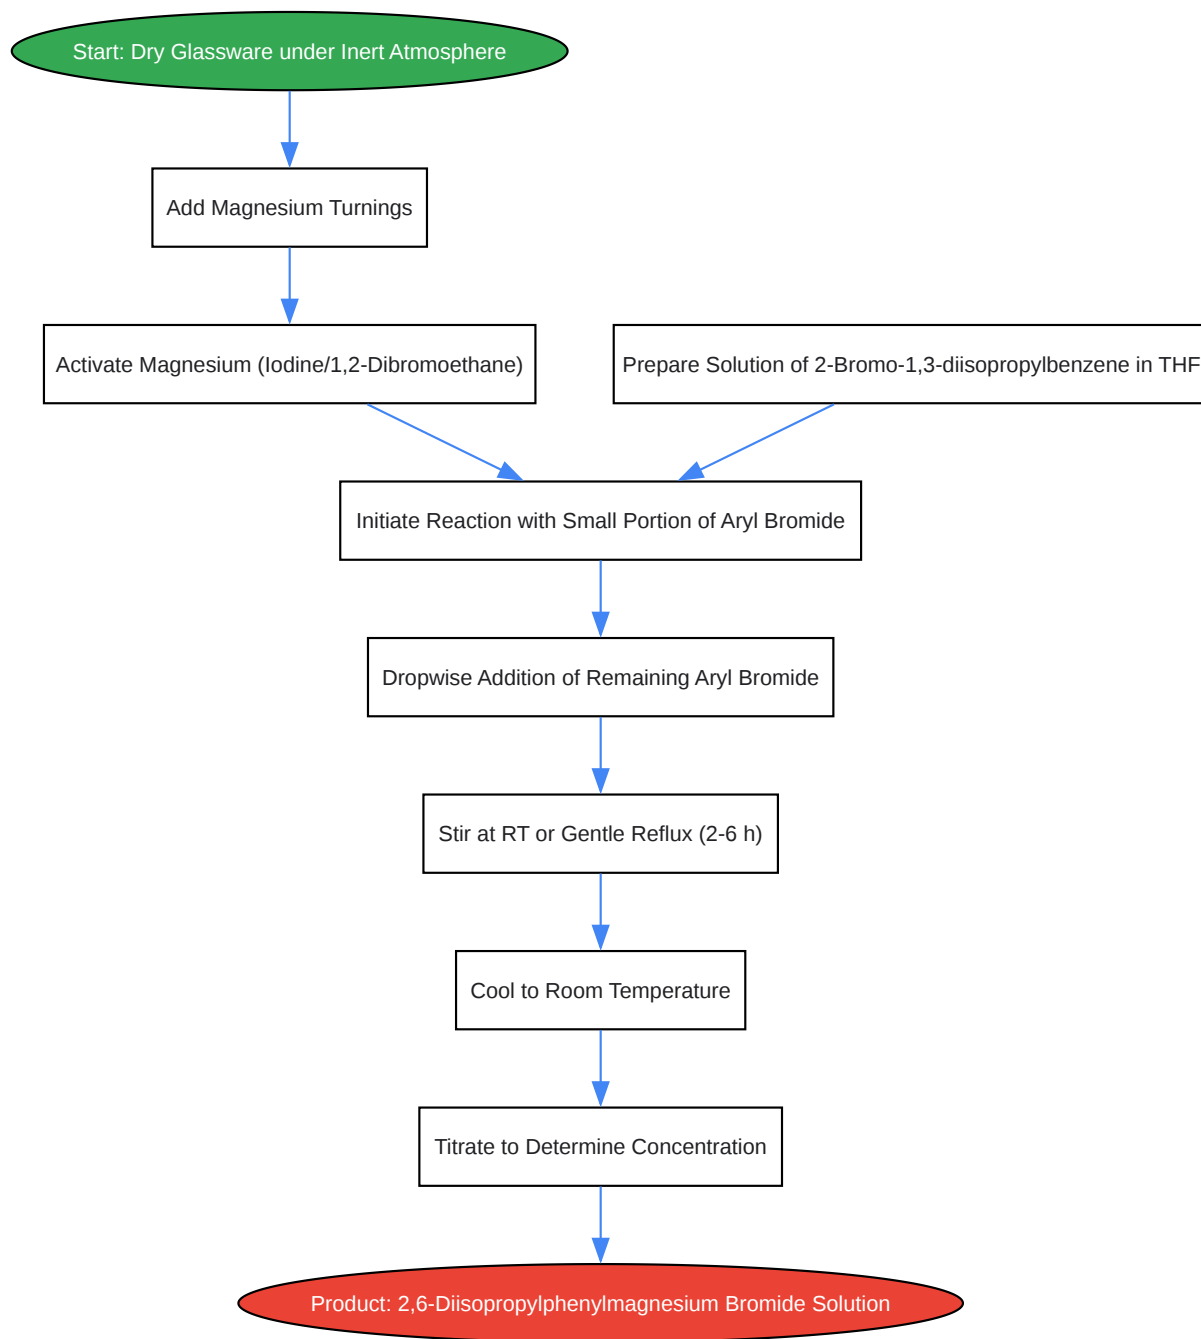 Start: Dry Glassware under Inert Atmosphere
Add Magnesium Turnings
Activate Magnesium (Iodine/1,2-Dibromoethane)
Prepare Solution of 2-Bromo-1,3-diisopropylbenzene in THF
Initiate Reaction with Small Portion of Aryl Bromide
Dropwise Addition of Remaining Aryl Bromide
Stir at RT or Gentle Reflux (2-6 h)
Cool to Room Temperature
Titrate to Determine Concentration
Product: 2,6-Diisopropylphenylmagnesium Bromide Solution